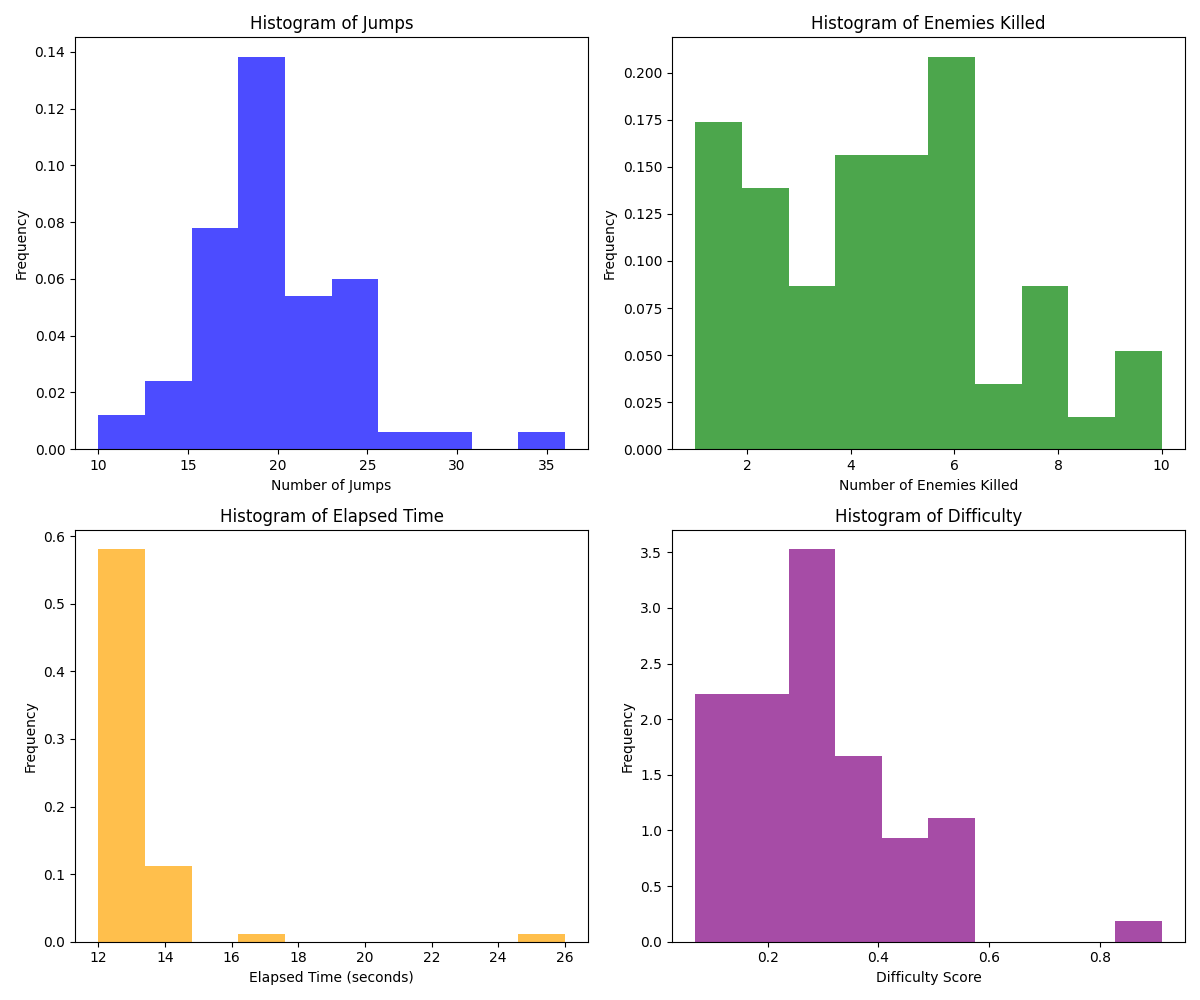 Histogram of Jumps
0.14
0.12
0.10
0.08
0.06
0.04
0.02
0.00
Frequency
10 15 20 25 30 35
Number of Jumps
Histogram of Enemies Killed
0.200
0.175
0.150
0.125
0.100
0.075
0.050
0.025
0.000
Frequency
2 4 6 8 10
Number of Enemies Killed
Histogram of Elapsed Time
0.6
0.5
0.4
0.3
0.2
0.1
0.0
Frequency
12 14 16 18 20 22 24 26
Elapsed Time (seconds)
Histogram of Difficulty
3.5
3.0
2.5
2.0
1.5
1.0
0.5
0.0
Frequency
0.2 0.4 0.6 0.8
Difficulty Score